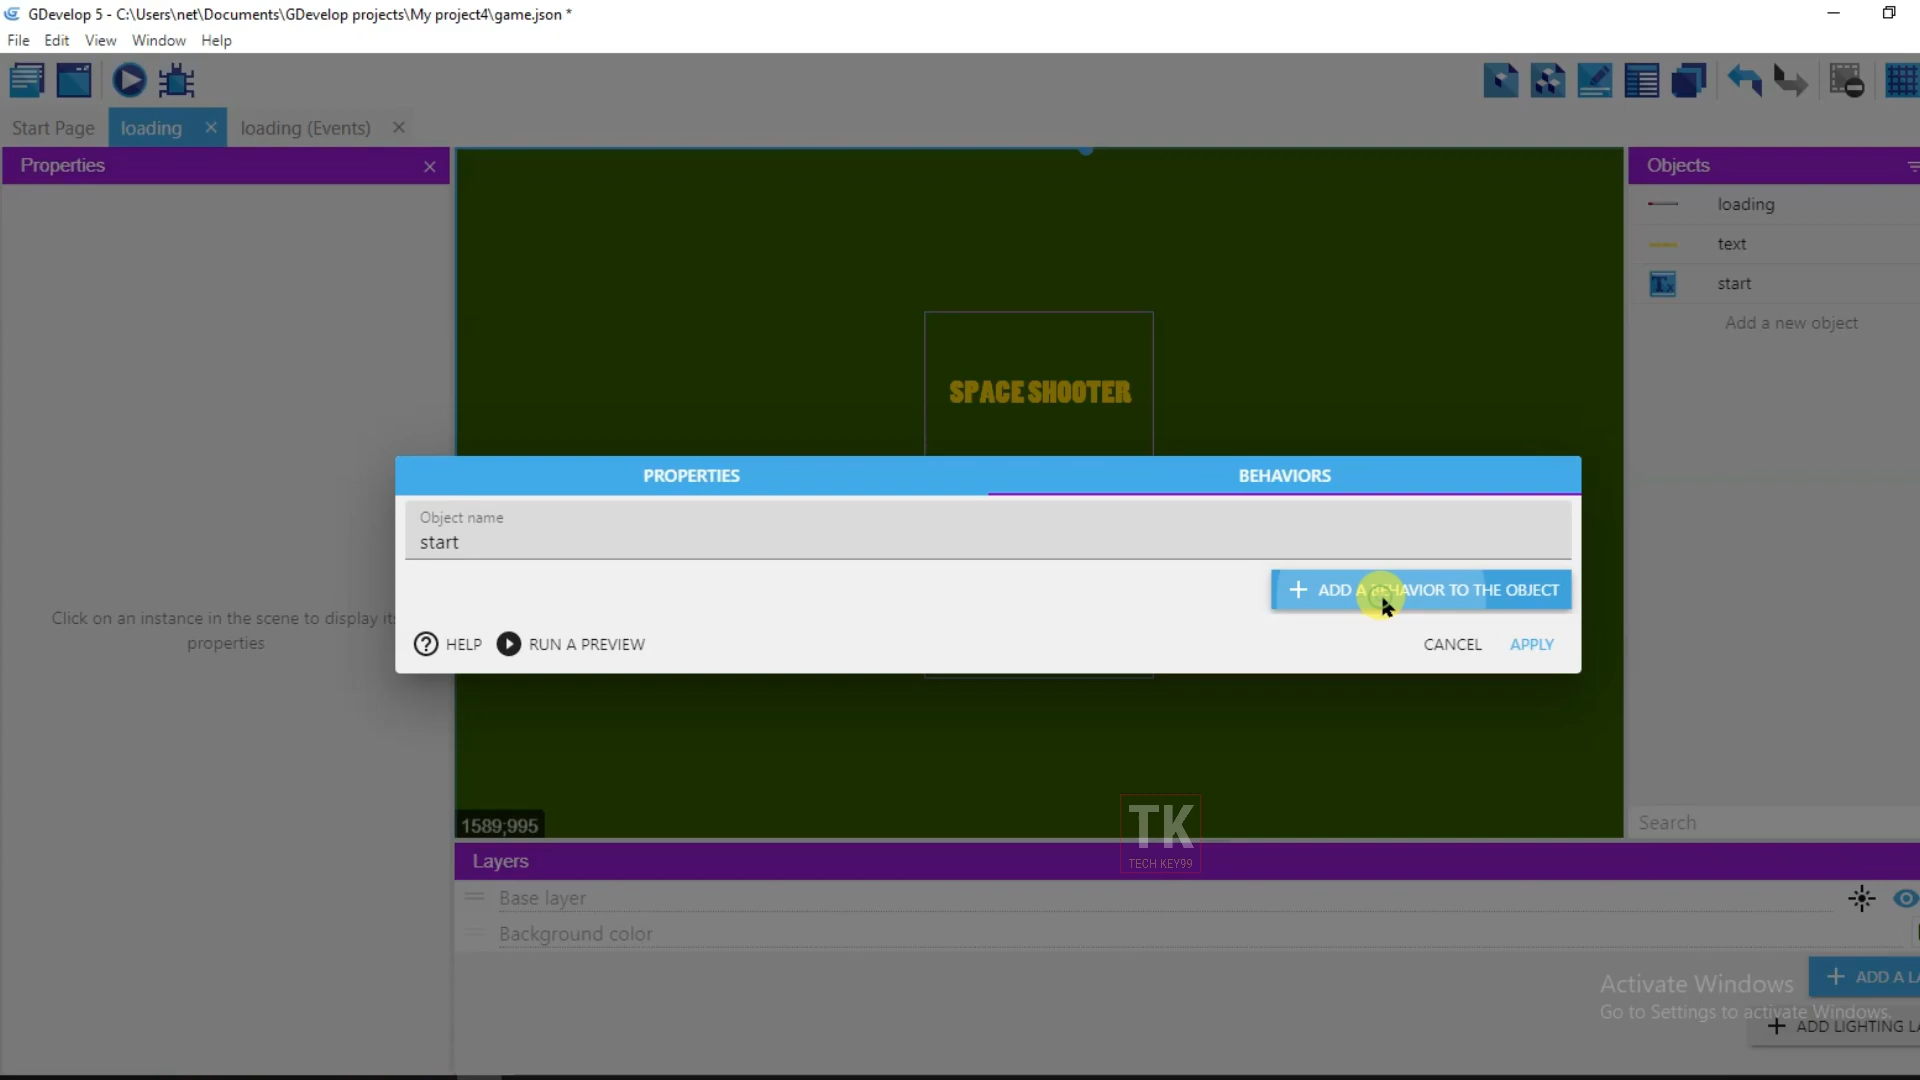 GDevelop 5 - C:\Users\net\Documents\GDevelop projects\My project4\game.json *
File Edit View Window Help
Start Page loading loading (Events)
Properties
Objects
loading
text
start
Add a new object
SPACE SHOOTER
PROPERTIES BEHAVIORS
Object name
start
ADD A BEHAVIOR TO THE OBJECT
Click on an instance in the scene to display it
properties
HELP RUN A PREVIEW CANCEL APPLY
1589;995
TK
TECH KEY99
Search
Layers
Base layer
Background color
Activate Windows
Go to Settings to activate Windows.
ADD A LA
ADD LIGHTING LA